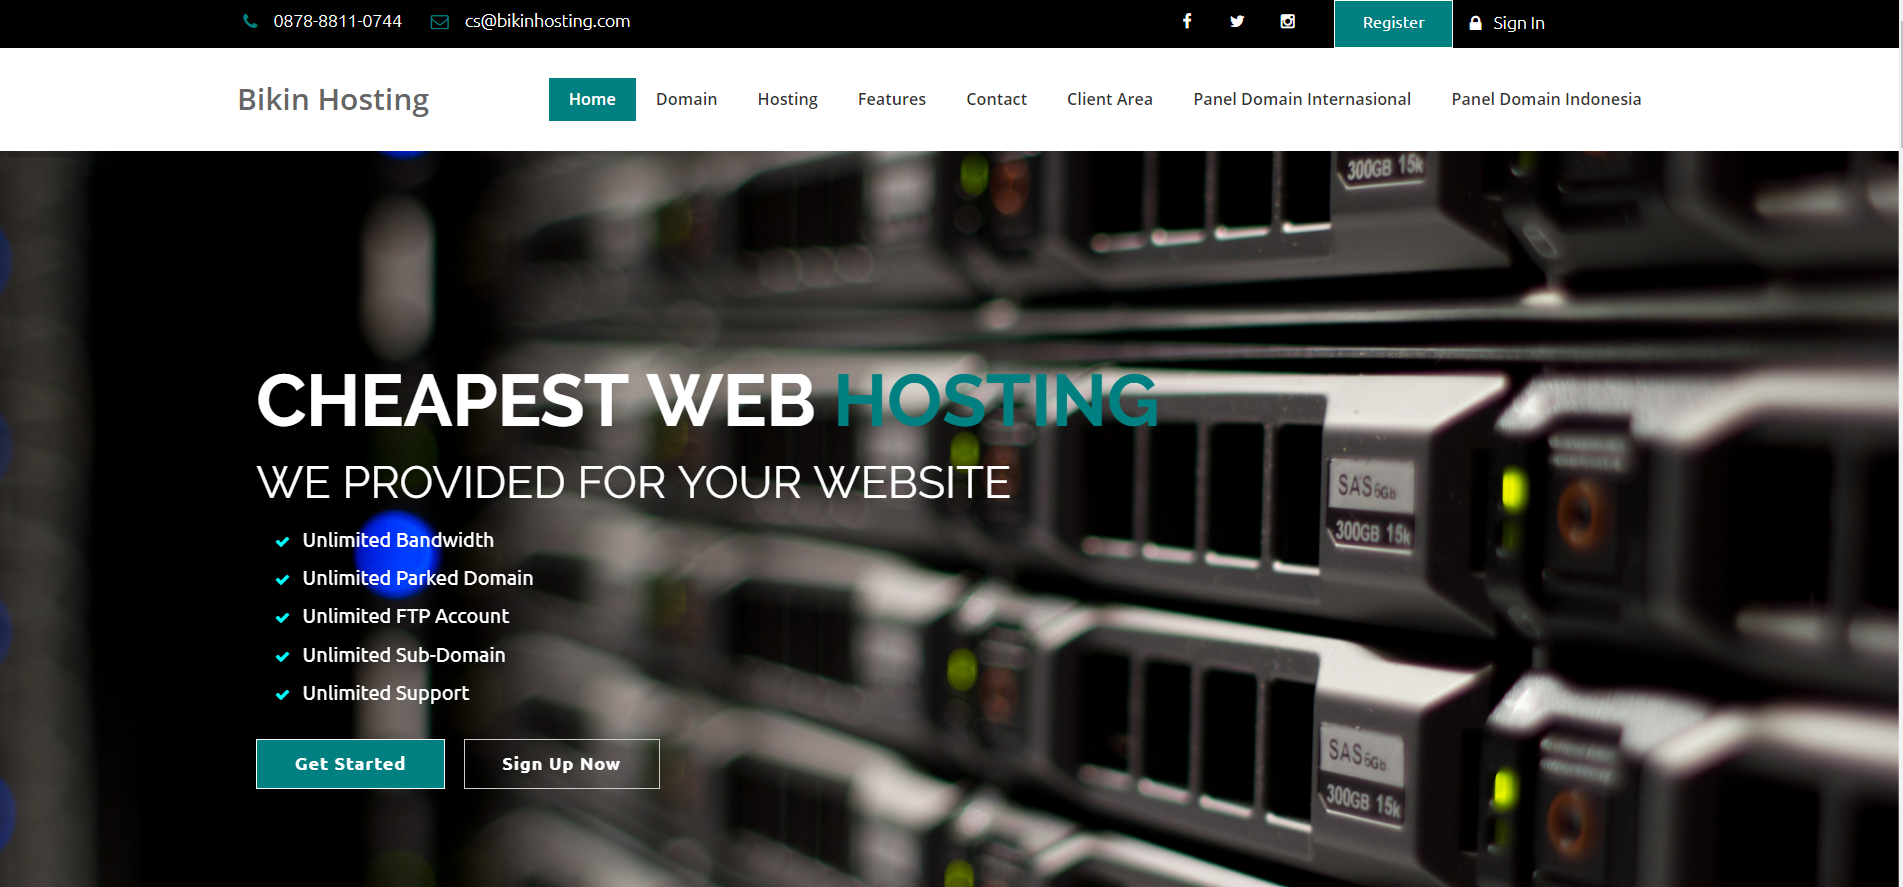 0878-8811-0744 cs@bikinhosting.com Register Sign In
Bikin Hosting Home Domain Hosting Features Contact Client Area Panel Domain Internasional Panel Domain Indonesia
300GB 15k
CHEAPEST WEB HOSTING
WE PROVIDED FOR YOUR WEBSITE
SAS 6Gb
300GB 15k
Unlimited Bandwidth
Unlimited Parked Domain
Unlimited FTP Account
Unlimited Sub-Domain
Unlimited Support
Get Started Sign Up Now
SAS 6Gb
300GB 15k